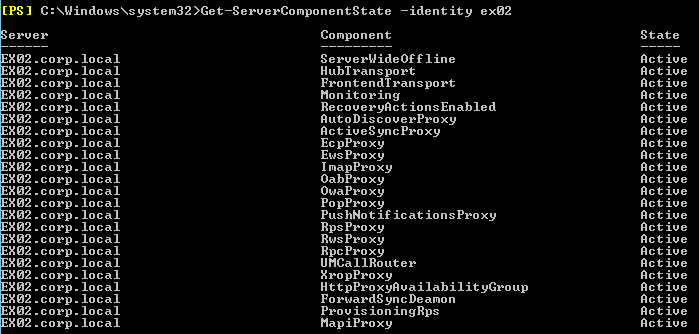 [PS] C:\Windows\system32>Get-ServerComponentState -identity ex02
Server Component State
------ --------- -----
EX02.corp.local ServerWideOffline Active
EX02.corp.local HubTransport Active
EX02.corp.local FrontendTransport Active
EX02.corp.local Monitoring Active
EX02.corp.local RecoveryActionsEnabled Active
EX02.corp.local AutoDiscoverProxy Active
EX02.corp.local ActiveSyncProxy Active
EX02.corp.local EcpProxy Active
EX02.corp.local EwsProxy Active
EX02.corp.local ImapProxy Active
EX02.corp.local OabProxy Active
EX02.corp.local OwaProxy Active
EX02.corp.local PopProxy Active
EX02.corp.local PushNotificationsProxy Active
EX02.corp.local RpsProxy Active
EX02.corp.local RwsProxy Active
EX02.corp.local RpcProxy Active
EX02.corp.local UMCallRouter Active
EX02.corp.local XropProxy Active
EX02.corp.local HttpProxyAvailabilityGroup Active
EX02.corp.local ForwardSyncDeamon Active
EX02.corp.local ProvisioningRps Active
EX02.corp.local MapiProxy Active